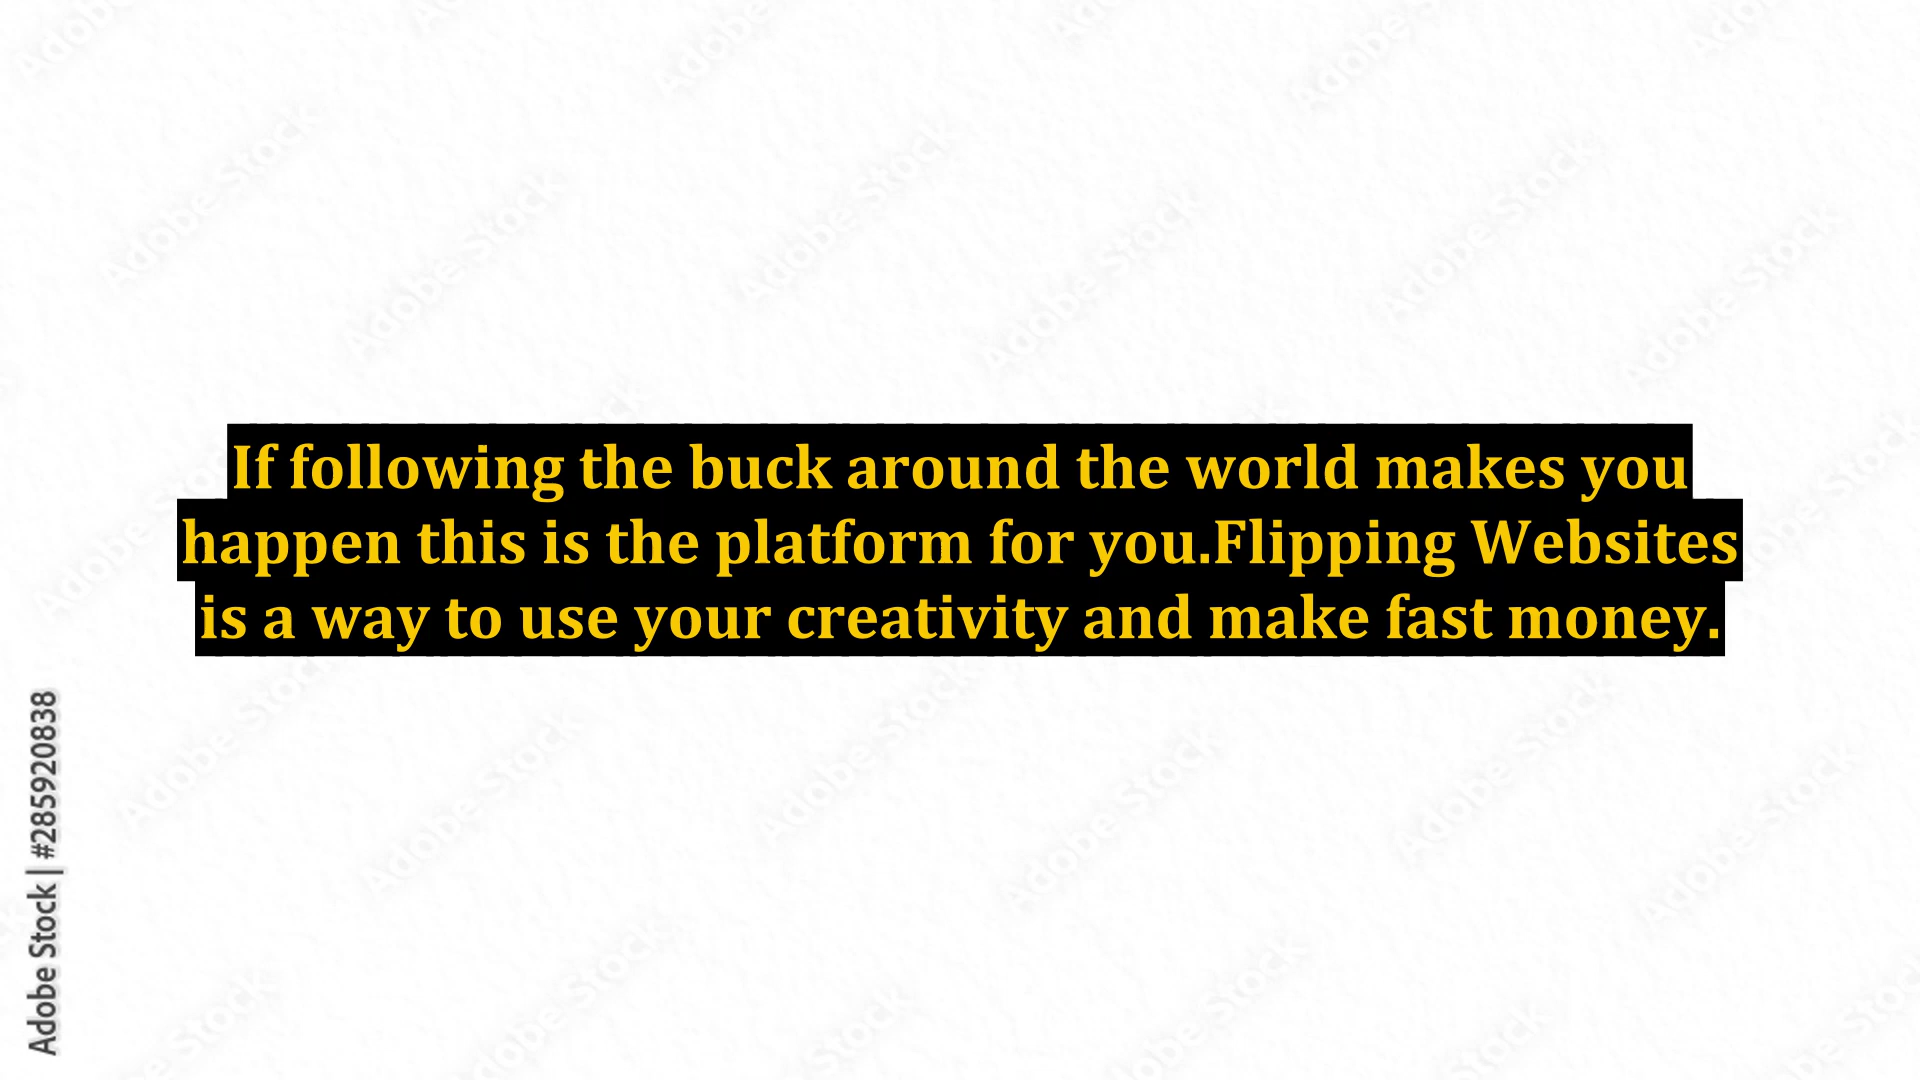 If following the buck around the world makes you
happen this is the platform for you.Flipping Websites
is a way to use your creativity and make fast money.
Adobe Stock | #285920838